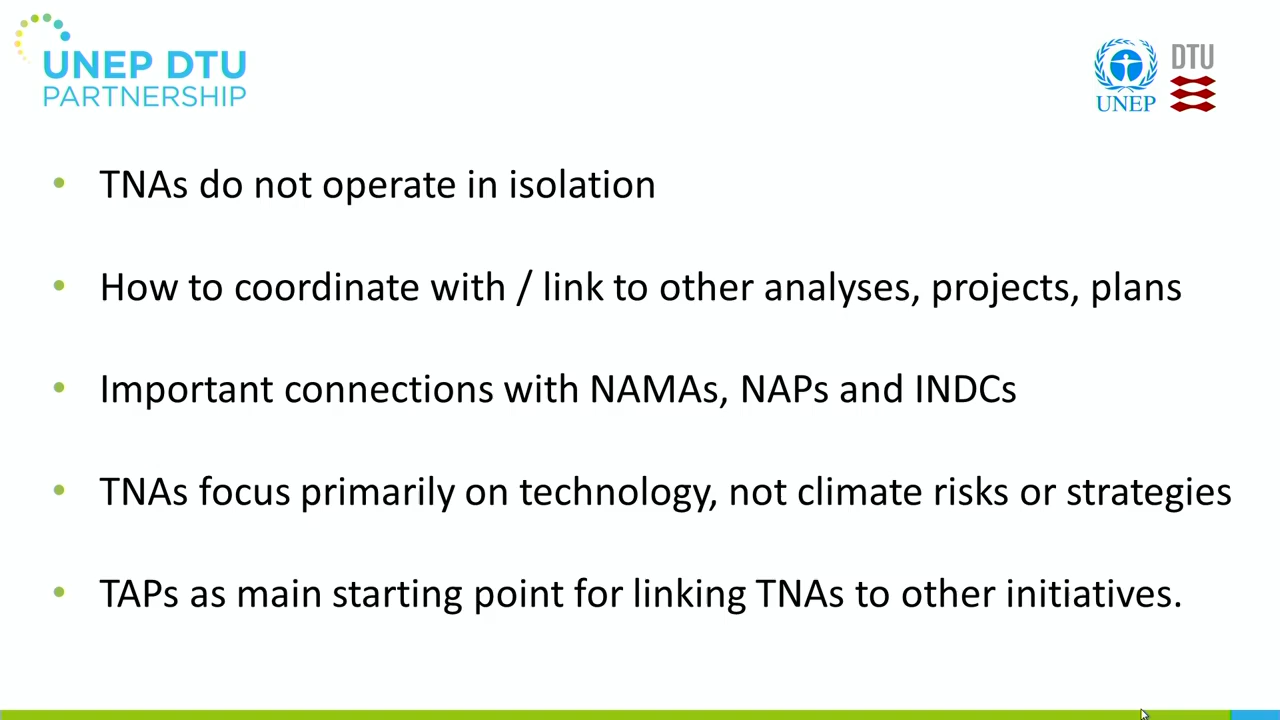 UNEP DTU
PARTNERSHIP
UNEP
DTU
• TNAs do not operate in isolation
• How to coordinate with / link to other analyses, projects, plans
• Important connections with NAMAs, NAPs and INDCs
• TNAs focus primarily on technology, not climate risks or strategies
• TAPs as main starting point for linking TNAs to other initiatives.